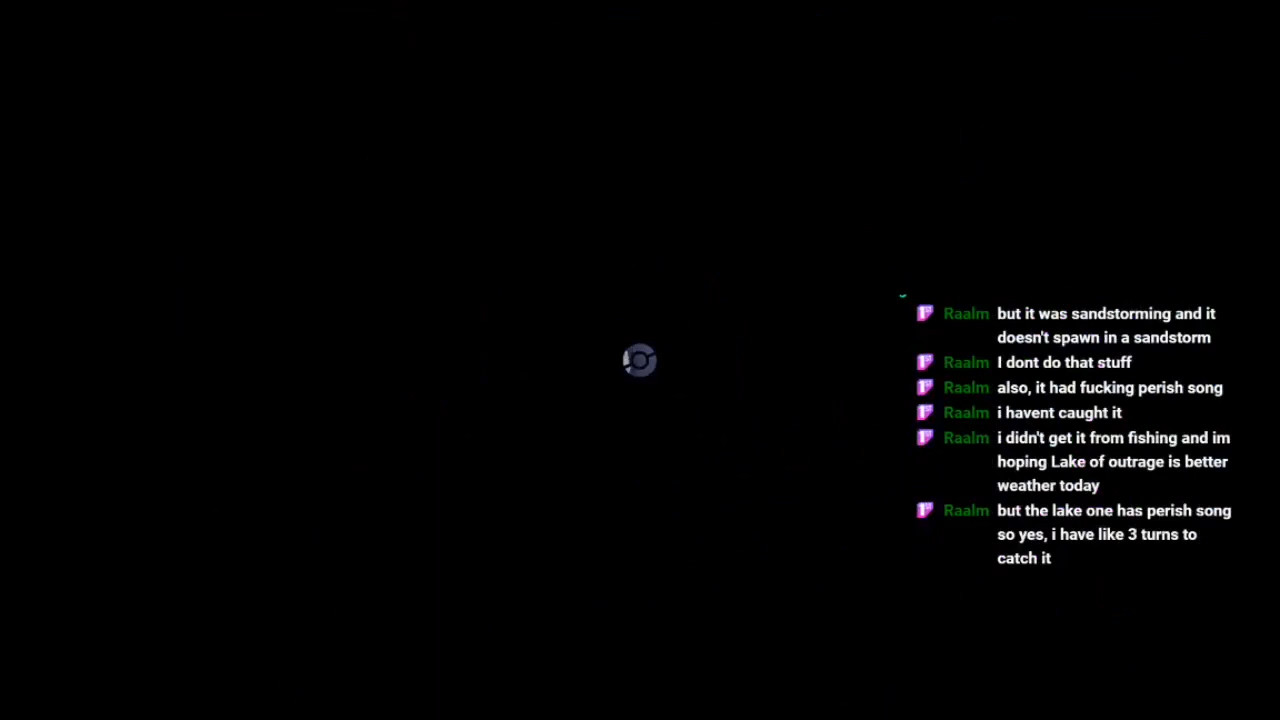 Raalm but it was sandstorming and it
doesn't spawn in a sandstorm
Raalm I dont do that stuff
Raalm also, it had fucking perish song
Raalm i havent caught it
Raalm i didn't get it from fishing and im
hoping Lake of outrage is better
weather today
Raalm but the lake one has perish song
so yes, i have like 3 turns to
catch it